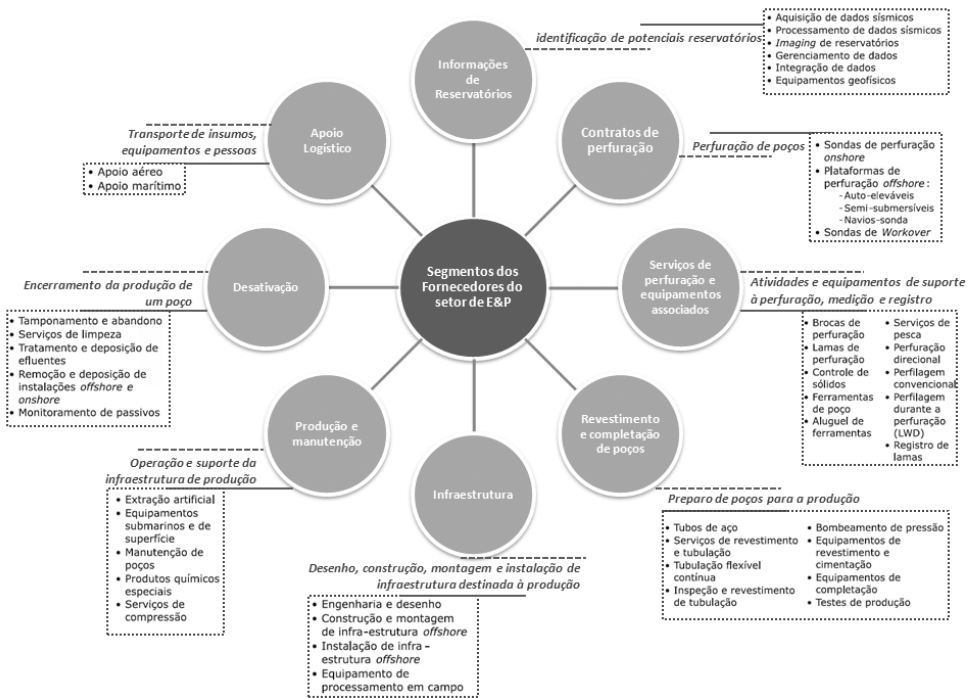 Segmentos dos
Fornecedores do
setor de E&P
Informações
de
Reservatórios
identificação de potenciais reservatórios
• Aquisição de dados sísmicos
• Processamento de dados sísmicos
• Imaging de reservatórios
• Gerenciamento de dados
• Integração de dados
• Equipamentos geofísicos
Contratos de
perfuração
Perfuração de poços
• Sondas de perfuração
onshore
• Plataformas de
perfuração offshore :
-Auto-eleváveis
-Semi-submersíveis
-Navios-sonda
• Sondas de Workover
Serviços de
perfuração e
equipamentos
associados
Atividades e equipamentos de suporte
à perfuração, medição e registro
• Brocas de
perfuração
• Lamas de
perfuração
• Controle de
sólidos
• Ferramentas
de poço
• Aluguel de
ferramentas
• Serviços de
pesca
• Perfuração
direcional
• Perfilagem
convencional
• Perfilagem
durante a
perfuração
(LWD)
• Registro de
lamas
Revestimento
e completação
de poços
Preparo de poços para a produção
• Tubos de aço
• Serviços de revestimento
e tubulação
• Tubulação flexível
contínua
• Inspeção e revestimento
de tubulação
• Bombeamento de pressão
• Equipamentos de
revestimento e
cimentação
• Equipamentos de
completação
• Testes de produção
Infraestrutura
Desenho, construção, montagem e instalação de
infraestrutura destinada à produção
• Engenharia e desenho
• Construção e montagem
de infra-estrutura offshore
• Instalação de infra -
estrutura offshore
• Equipamento de
processamento em campo
Produção e
manutenção
Operação e suporte da
infraestrutura de produção
• Extração artificial
• Equipamentos
submarinos e de
superfície
• Manutenção de
poços
• Produtos químicos
especiais
• Serviços de
compressão
Desativação
Encerramento da produção de
um poço
• Tamponamento e abandono
• Serviços de limpeza
• Tratamento e deposição de
efluentes
• Remoção e deposição de
instalações offshore e
onshore
• Monitoramento de passivos
Apoio
Logístico
Transporte de insumos,
equipamentos e pessoas
• Apoio aéreo
• Apoio marítimo